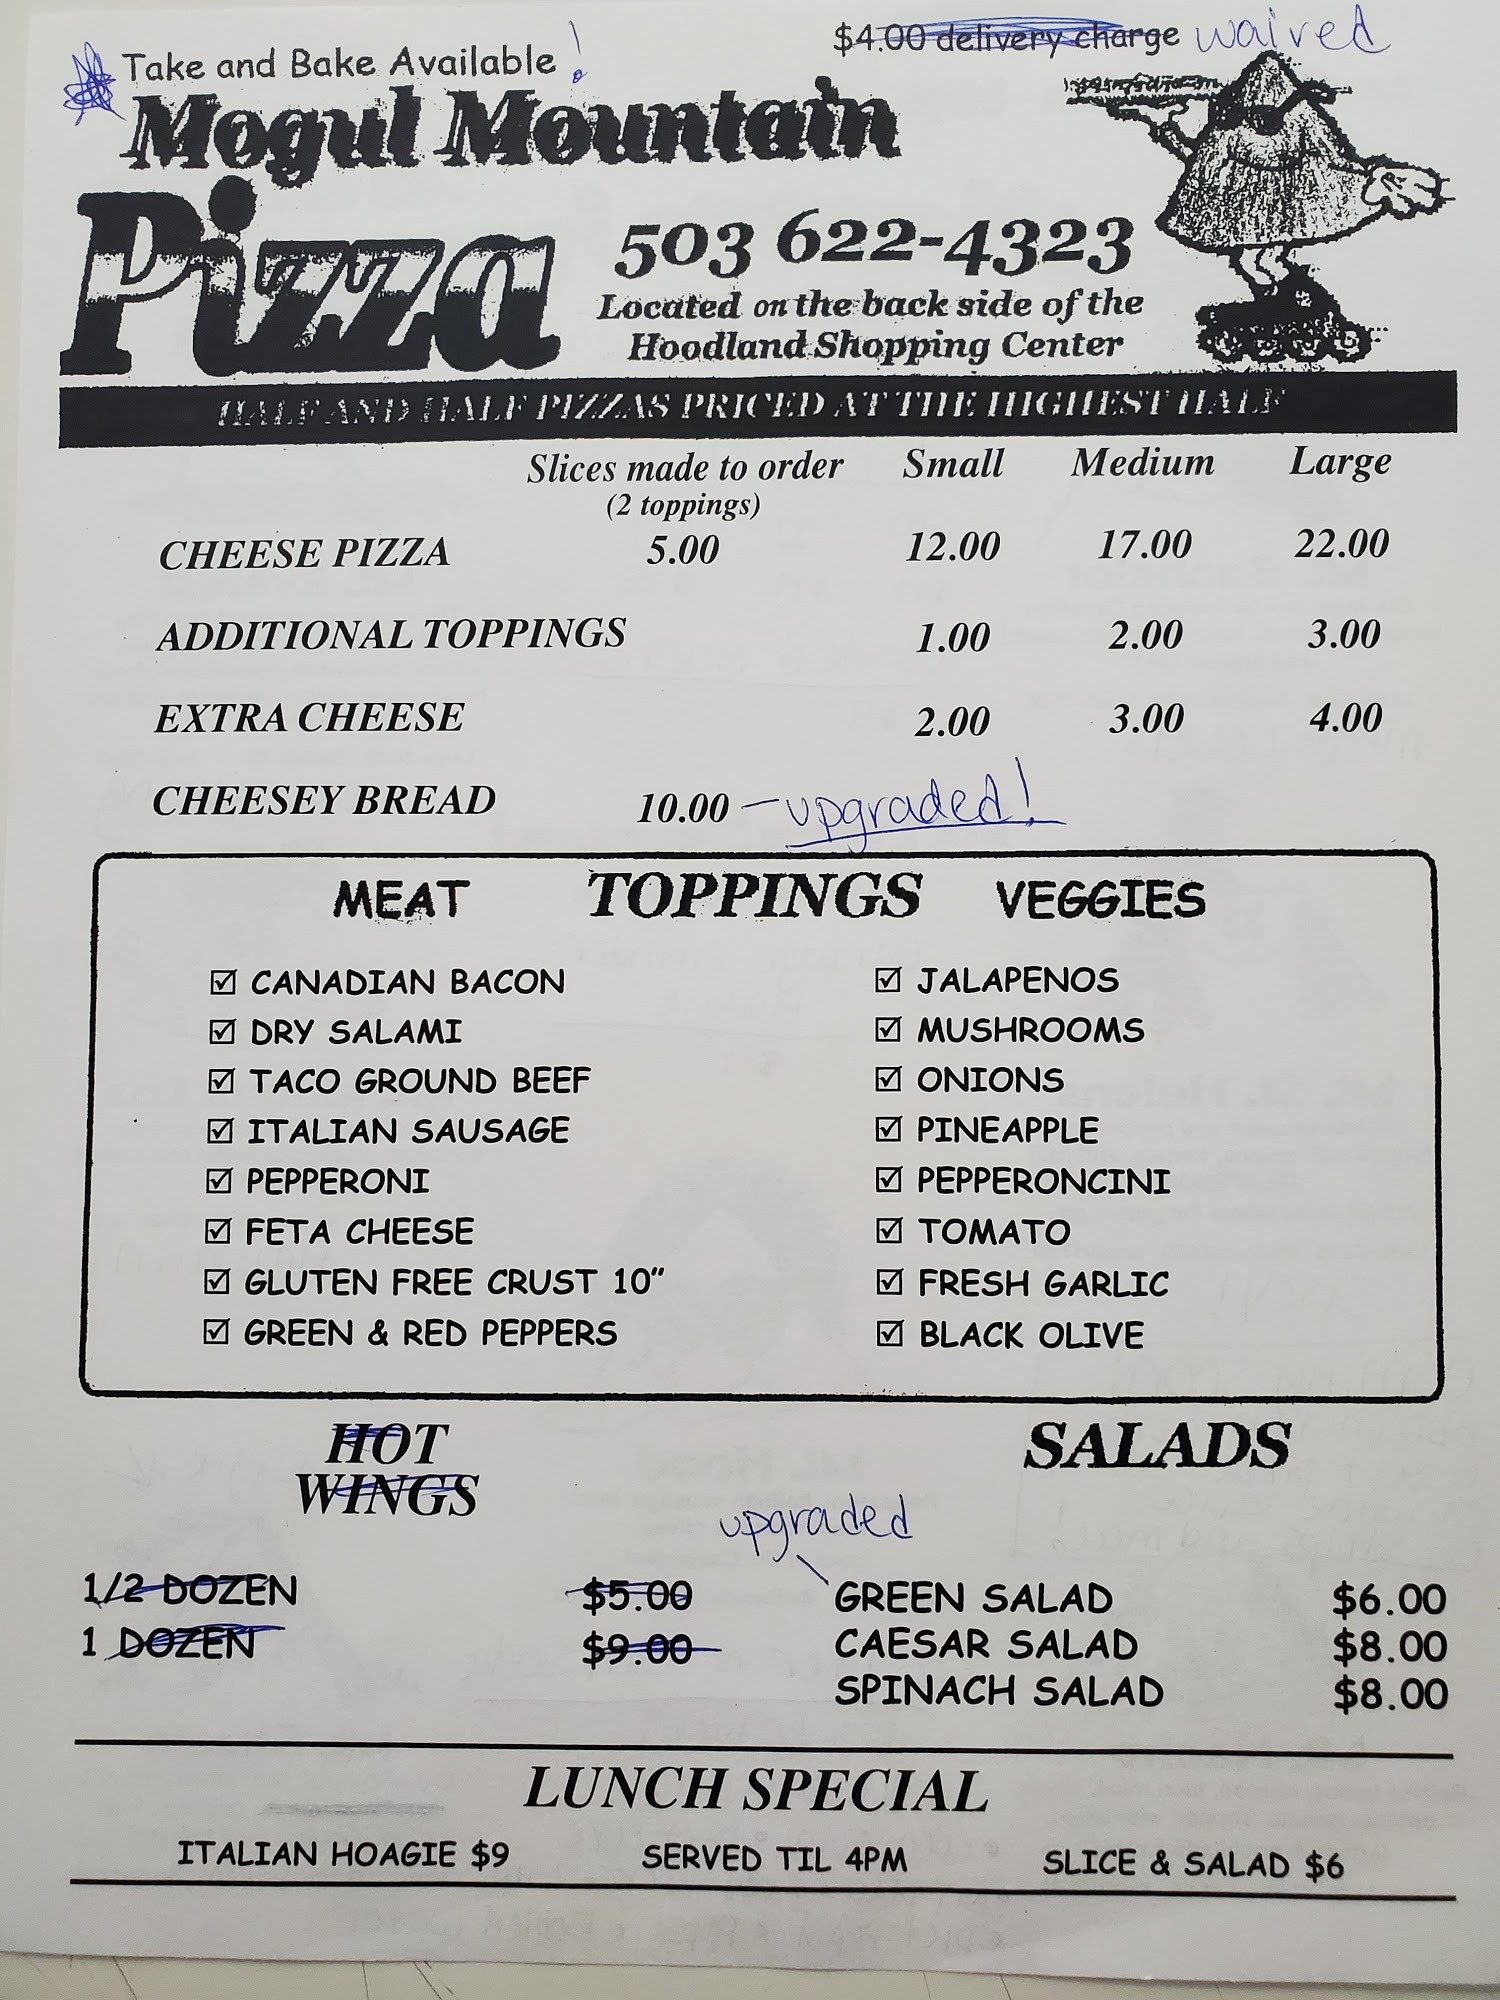 Take and Bake Available!
$4.00 delivery charge waived
Mogul Mountain
Pizza
503 622-4323
Located on the back side of the
Hoodland Shopping Center
HALF AND HALF PIZZAS PRICED AT THE HIGHEST HALF
Slices made to order Small Medium Large
(2 toppings)
CHEESE PIZZA 5.00 12.00 17.00 22.00
ADDITIONAL TOPPINGS 1.00 2.00 3.00
EXTRA CHEESE 2.00 3.00 4.00
CHEESEY BREAD 10.00 - upgraded!
MEAT TOPPINGS VEGGIES
☑ CANADIAN BACON ☑ JALAPENOS
☑ DRY SALAMI ☑ MUSHROOMS
☑ TACO GROUND BEEF ☑ ONIONS
☑ ITALIAN SAUSAGE ☑ PINEAPPLE
☑ PEPPERONI ☑ PEPPERONCINI
☑ FETA CHEESE ☑ TOMATO
☑ GLUTEN FREE CRUST 10" ☑ FRESH GARLIC
☑ GREEN & RED PEPPERS ☑ BLACK OLIVE
HOT
WINGS
SALADS
upgraded
1/2 DOZEN $5.00 GREEN SALAD $6.00
1 DOZEN $9.00 CAESAR SALAD $8.00
SPINACH SALAD $8.00
LUNCH SPECIAL
ITALIAN HOAGIE $9 SERVED TIL 4PM SLICE & SALAD $6